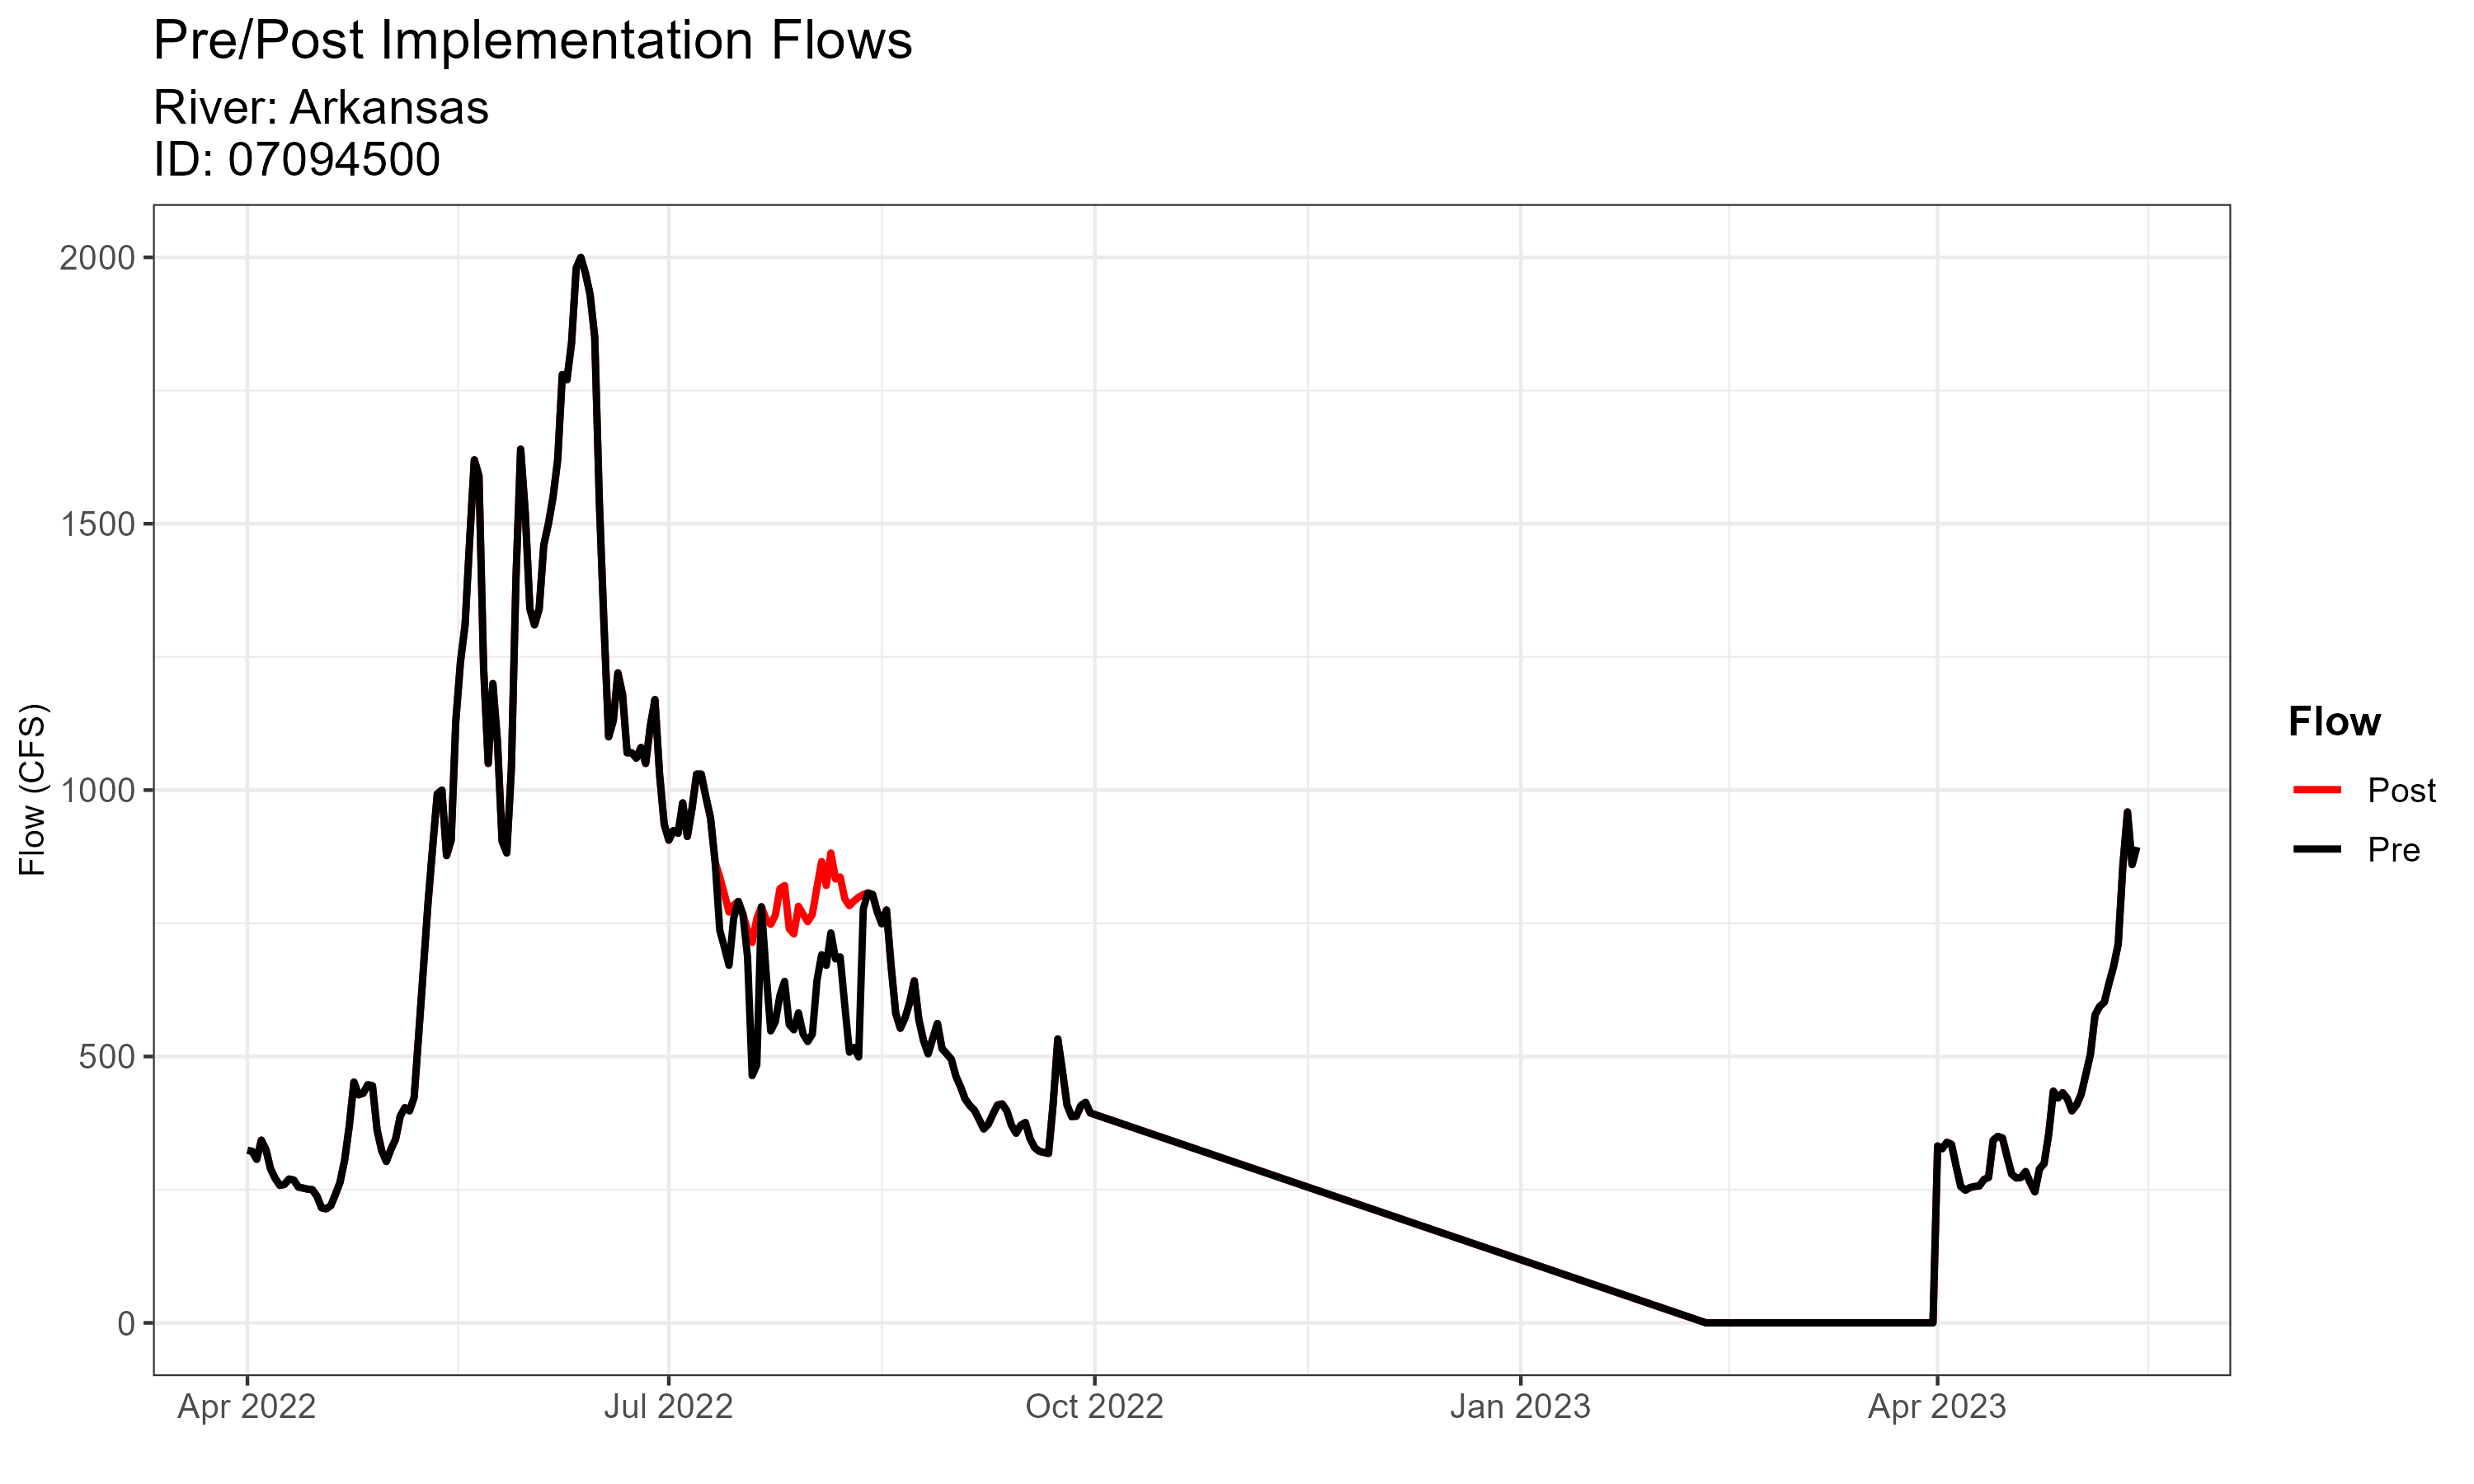 Pre/Post Implementation Flows
River: Arkansas
ID: 07094500
Flow (CFS)
2000
1500
1000
500
0
Apr 2022
Jul 2022
Oct 2022
Jan 2023
Apr 2023
Flow
Post
Pre